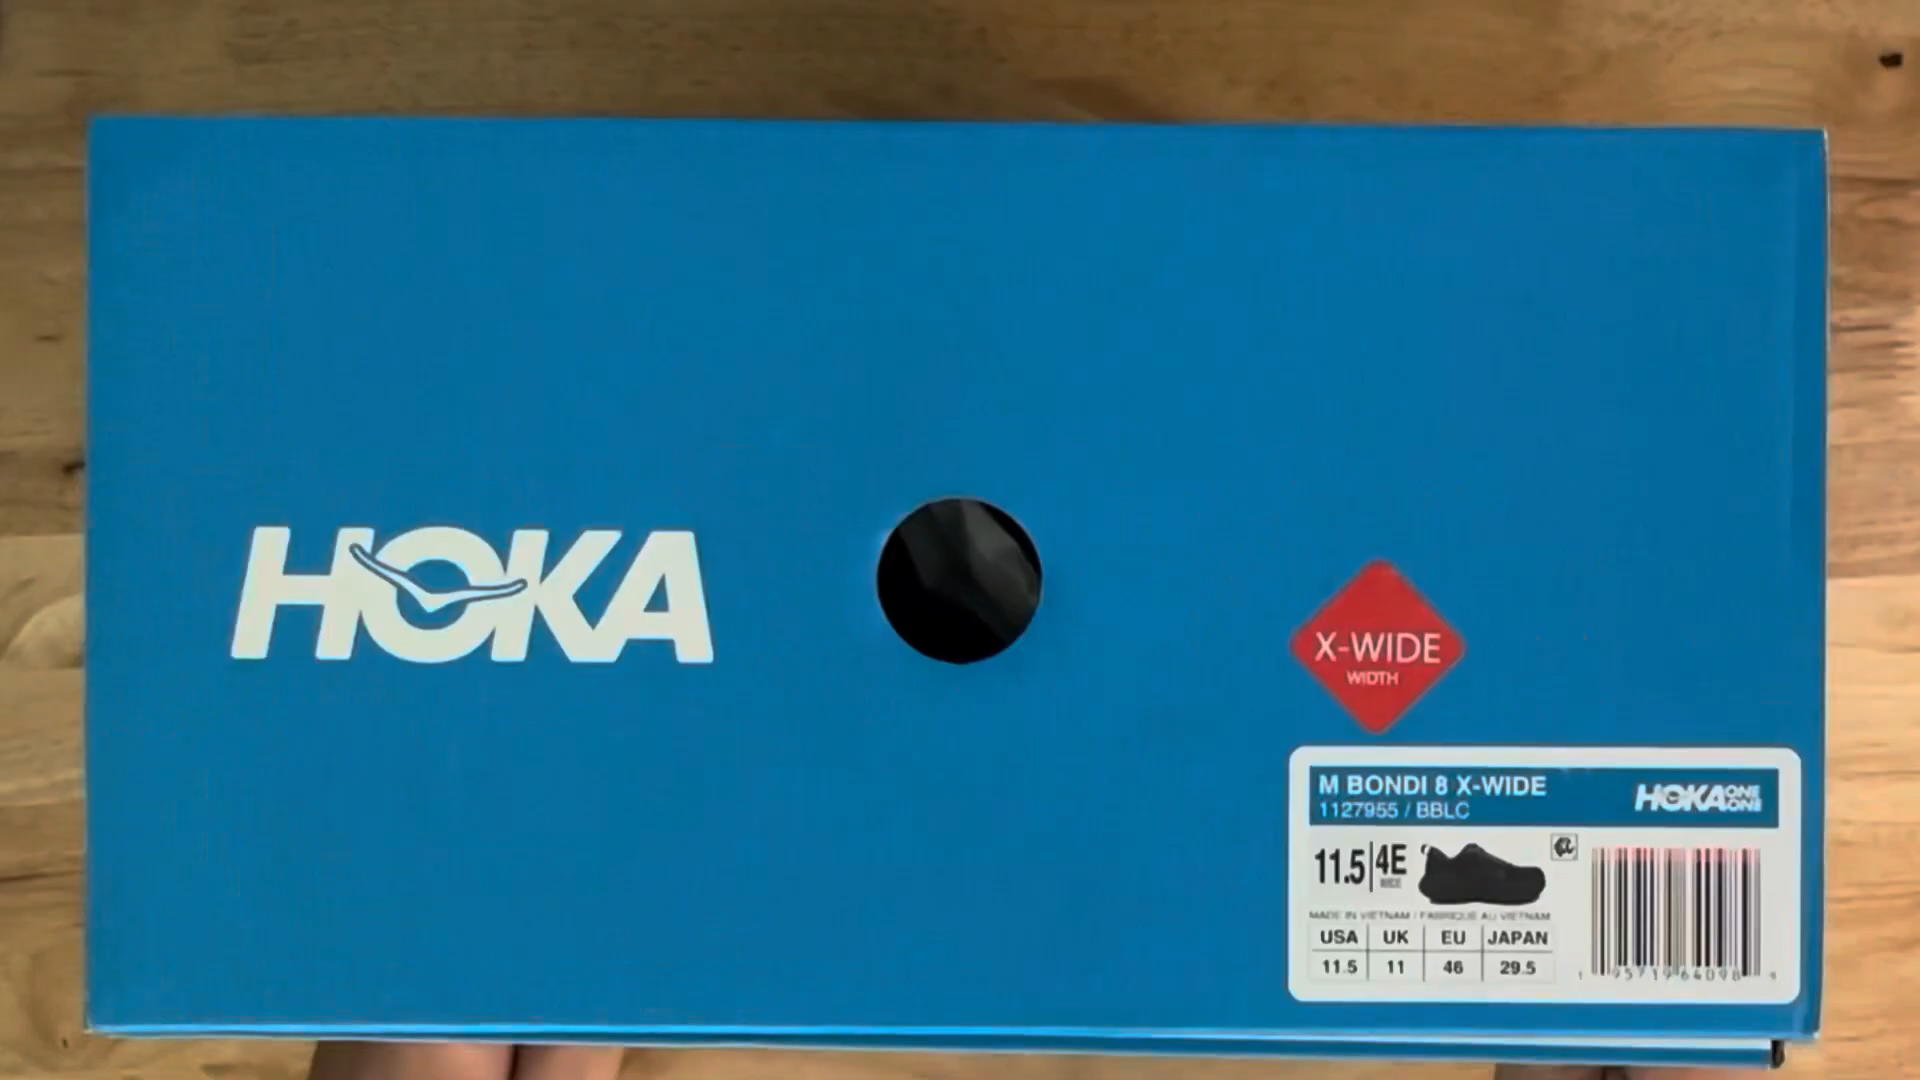 HOKA
X-WIDE
WIDTH
M BONDI 8 X-WIDE
1127955 / BBLC
HOKA ONE ONE
11.5 4E
WIDE
MADE IN VIETNAM / FABRIQUE AU VIETNAM
USA UK EU JAPAN
11.5 11 46 29.5